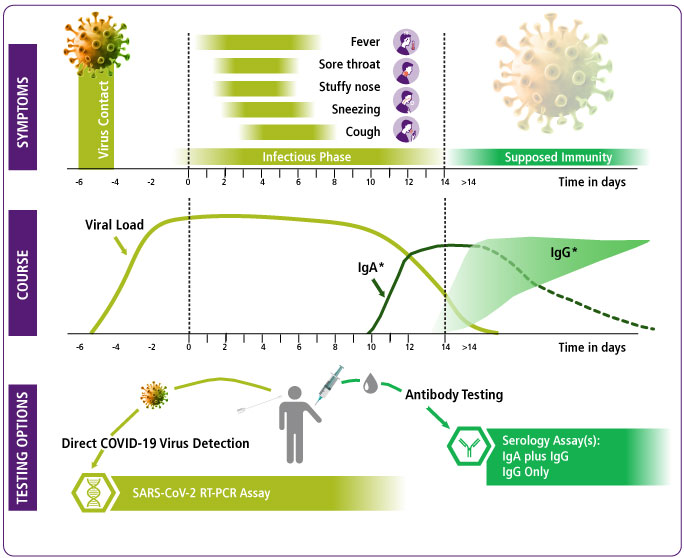 SYMPTOMS
Virus Contact
Fever
Sore throat
Stuffy nose
Sneezing
Cough
Infectious Phase
Supposed Immunity
-6 -4 -2 0 2 4 6 8 10 12 14 >14 Time in days
COURSE
Viral Load
IgA*
IgG*
-6 -4 -2 0 2 4 6 8 10 12 14 >14 Time in days
TESTING OPTIONS
Direct COVID-19 Virus Detection
SARS-CoV-2 RT-PCR Assay
Antibody Testing
Serology Assay(s):
IgA plus IgG
IgG Only